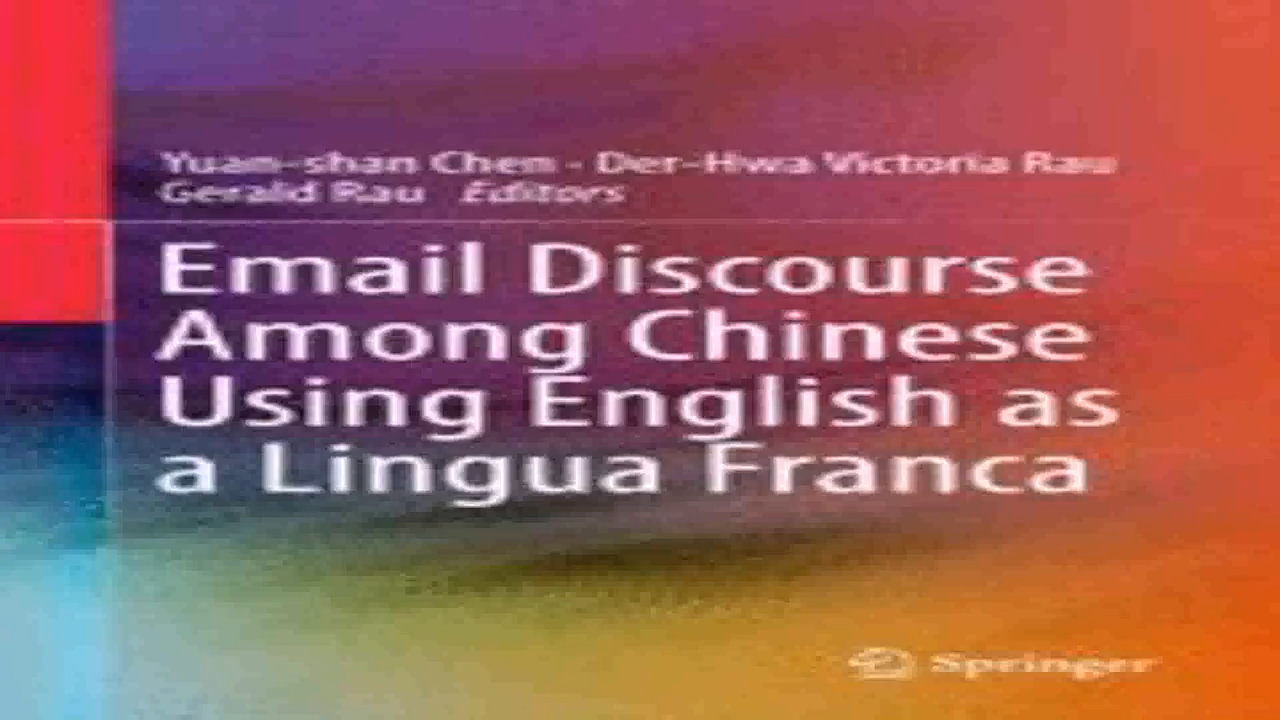 Yuan-shan Chen · Der-Hwa Victoria Rau
Gerald Rau Editors
Email Discourse
Among Chinese
Using English as
a Lingua Franca
Springer